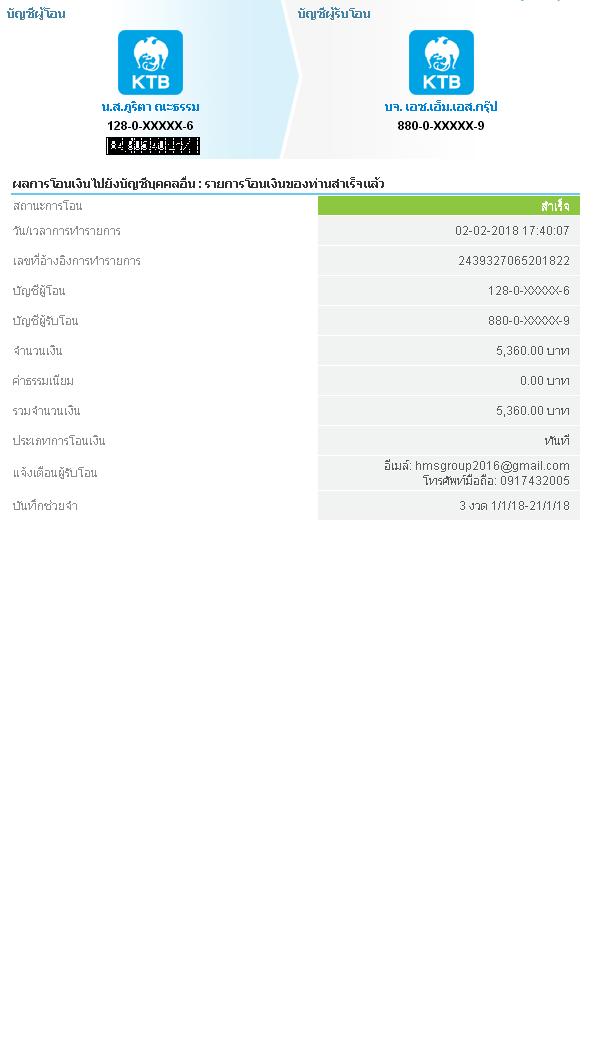 บัญชีผู้โอน
บัญชีผู้รับโอน
KTB
KTB
น.ส.ภูริตา ณะธรรม
บจ. เอช.เอ็ม.เอส.กรุ๊ป
128-0-XXXXX-6
880-0-XXXXX-9
ผลการโอนเงินไปยังบัญชีบุคคลอื่น : รายการโอนเงินของท่านสำเร็จแล้ว
สถานะการโอน สำเร็จ
วัน/เวลาการทำรายการ 02-02-2018 17:40:07
เลขที่อ้างอิงการทำรายการ 2439327065201822
บัญชีผู้โอน 128-0-XXXXX-6
บัญชีผู้รับโอน 880-0-XXXXX-9
จำนวนเงิน 5,360.00 บาท
ค่าธรรมเนียม 0.00 บาท
รวมจำนวนเงิน 5,360.00 บาท
ประเภทการโอนเงิน ทันที
แจ้งเตือนผู้รับโอน อีเมล์: hmsgroup2016@gmail.com
โทรศัพท์มือถือ: 0917432005
บันทึกช่วยจำ 3 งวด 1/1/18-21/1/18